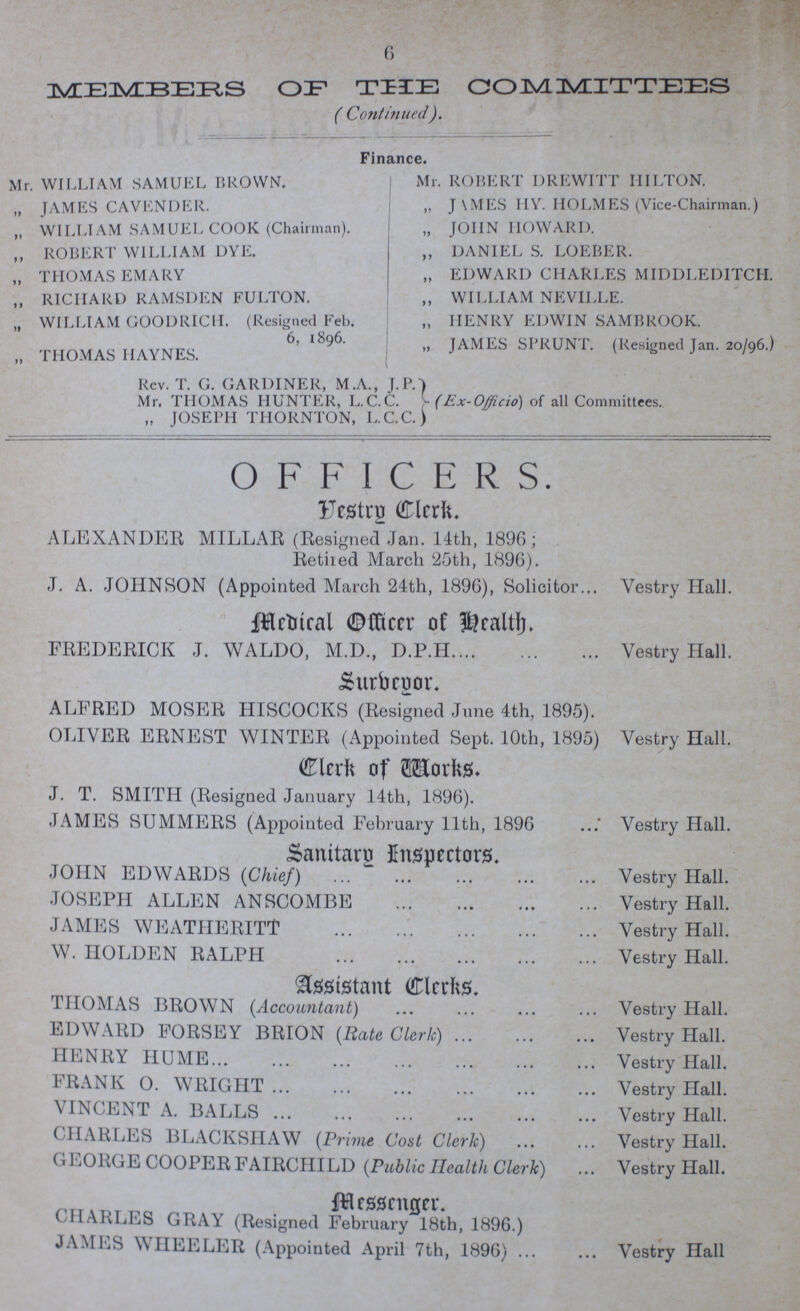 6
MEMBERS OF THE COMMITTEES
(Continued).
Finance.
Mr. WILLIAM SAMUEL BROWN.
„ JAMES CAVENDER.
„ WILLIAM SAMUEL COOK (Chairman).
„ ROBERT WILLIAM DYE.
„ THOMAS EMARY
„ RICHARD RAMSDEN FULTON.
„ WILLIAM GOODRICH. (Resigned Feb.
6, 1896.
„ THOMAS HAYNES.
Mr. ROBERT DREWITT HILTON.
„ JAMES HY. HOLMES (Vice-Chairman.)
„ JOHN HOWARD.
„ DANIEL S. LOEBER.
„ EDWARD CHARLES MIDDLEDITCH.
„ WILLIAM NEVILLE.
„ HENRY EDWIN SAMBROOK.
„ JAMES SPRUNT. (Resigned Jan. 20/96.)
Rev. T. G. GARDINER, M.A., J.P.
Mr. THOMAS HUNTER, L.C.C. (Ex-Officio) of all Committees.
„ JOSEPH THORNTON, L.C.C.
OFFICERS.
Vestry Clerk.
ALEXANDER MILLAR (Resigned Jan. 14th, 1896;
Retired March 25th, 1896).
J. A. JOHNSON (Appointed March 24th, 1896), Solicitor... Vestry Hall.
Medical Officer of Health.
FREDERICK J. WALDO, M.D., D.P.H.... ... ... Vestry Hall.
Surveyor.
ALFRED MOSER HISCOCKS (Resigned June 4th, 1895).
OLIVER ERNEST WINTER (Appointed Sept. 10th, 1895) Vestry Hall.
Clerk of Works.
J. T. SMITH (Resigned January 14th, 1896).
JAMES SUMMERS (Appointed February 11th, 1896 ... Vestry Hall.
Sanitary Inspectors.
JOHN EDWARDS (Chief) ... ... ... ... ... Vestry Hall.
JOSEPH ALLEN ANSCOMBE ... ... ... ... Vestry Hall.
JAMES WEATHERITT ... ... ... ... ... Vestry Hall.
W. HOLDEN RALPH ... ... ... ... ... Vestry Hall.
Assistant Clerks.
THOMAS BROWN (Accountant) ... ... ... ... Vestry Hall.
EDWARD FORSEY BRION (Rate Clerk) ... ... ... Vestry Hall.
HENRY HUME... ... ... ... ... ... ... Vestry Hall.
FRANK O. WRIGHT ... ... ... ... ... ... Vestry Hall.
VINCENT A. BALLS ... ... ... ... ... ... Vestry Hall.
CHARLES BLACKSHAW (Prime Cost Clerk) ... ... Vestry Hall.
GEORGE COOPER FAIRCHILD (Public Health Clerk) ... Vestry Hall.
Messenger.
CHARLES GRAY (Resigned February 18th, 1896.)
JAMES WHEELER (Appointed April 7th, 1896) ... ... Vestry Hall